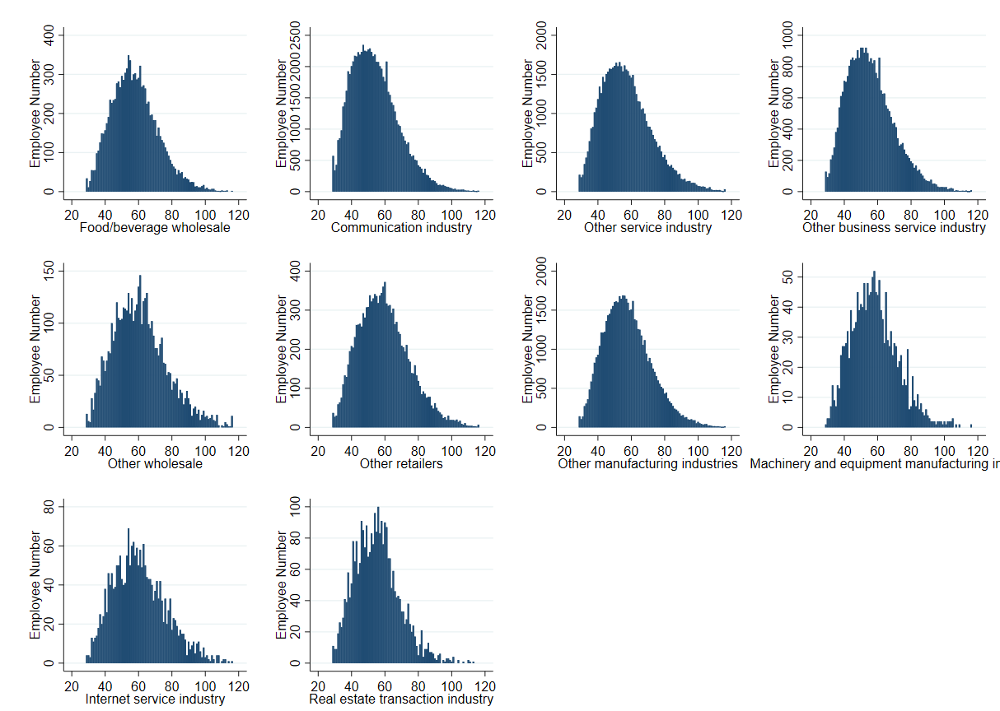 Employee Number
0 100 200 300 400
20 40 60 80 100 120
Food/beverage wholesale
Employee Number
0 500 1000 1500 2000 2500
20 40 60 80 100 120
Communication industry
Employee Number
0 500 1000 1500 2000
20 40 60 80 100 120
Other service industry
Employee Number
0 200 400 600 800 1000
20 40 60 80 100 120
Other business service industry
Employee Number
0 50 100 150
20 40 60 80 100 120
Other wholesale
Employee Number
0 100 200 300 400
20 40 60 80 100 120
Other retailers
Employee Number
0 500 1000 1500 2000
20 40 60 80 100 120
Other manufacturing industries
Employee Number
0 10 20 30 40 50
20 40 60 80 100 120
Machinery and equipment manufacturing in
Employee Number
0 20 40 60 80
20 40 60 80 100 120
Internet service industry
Employee Number
0 20 40 60 80 100
20 40 60 80 100 120
Real estate transaction industry